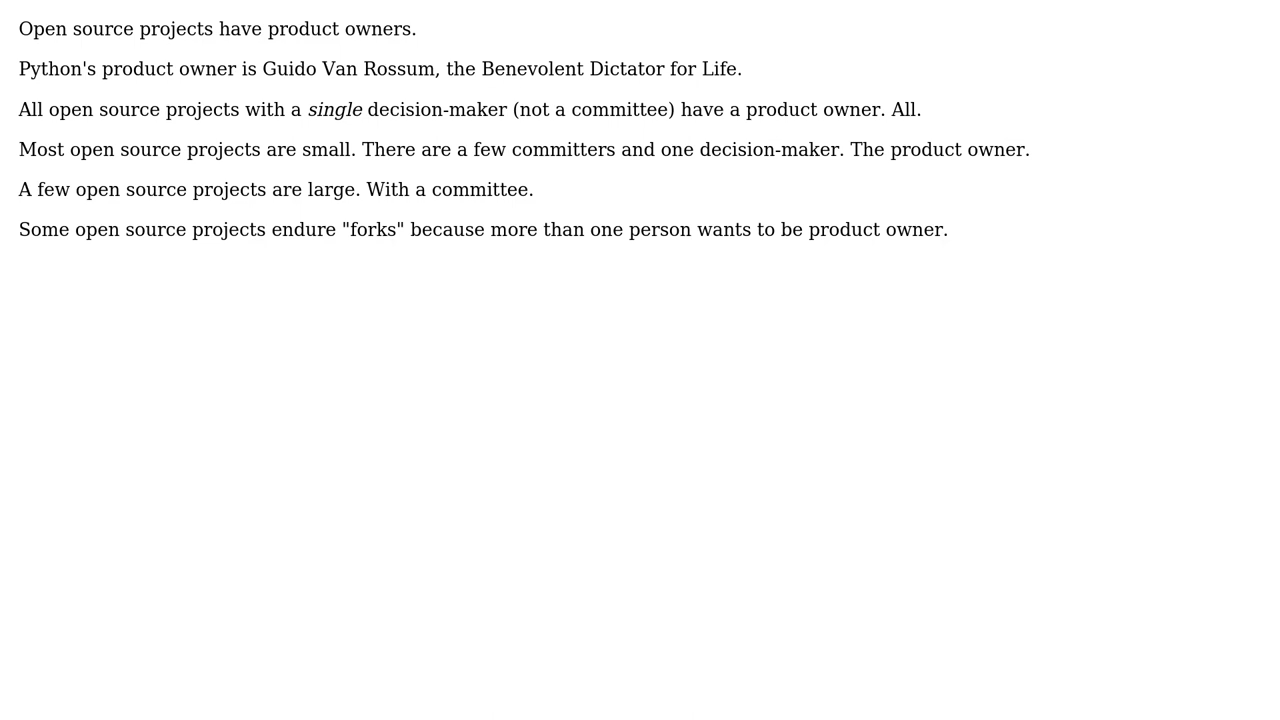 Open source projects have product owners.
Python's product owner is Guido Van Rossum, the Benevolent Dictator for Life.
All open source projects with a single decision-maker (not a committee) have a product owner. All.
Most open source projects are small. There are a few committers and one decision-maker. The product owner.
A few open source projects are large. With a committee.
Some open source projects endure "forks" because more than one person wants to be product owner.